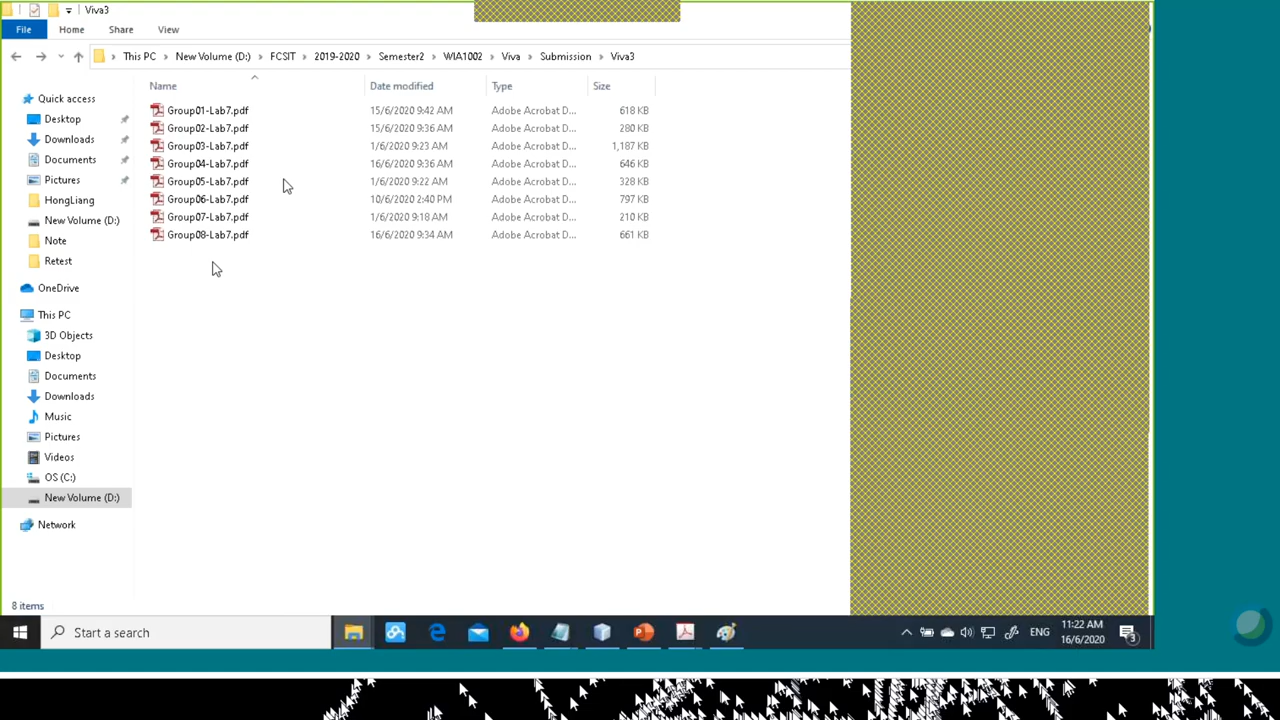 Viva3
File Home Share View
This PC New Volume (D:) FCSIT 2019-2020 Semester2 WIA1002 Viva Submission Viva3
Name Date modified Type Size
Group01-Lab7.pdf 15/6/2020 9:42 AM Adobe Acrobat D... 618 KB
Group02-Lab7.pdf 15/6/2020 9:36 AM Adobe Acrobat D... 280 KB
Group03-Lab7.pdf 1/6/2020 9:23 AM Adobe Acrobat D... 1,187 KB
Group04-Lab7.pdf 16/6/2020 9:36 AM Adobe Acrobat D... 646 KB
Group05-Lab7.pdf 1/6/2020 9:22 AM Adobe Acrobat D... 328 KB
Group06-Lab7.pdf 10/6/2020 2:40 PM Adobe Acrobat D... 797 KB
Group07-Lab7.pdf 1/6/2020 9:18 AM Adobe Acrobat D... 210 KB
Group08-Lab7.pdf 16/6/2020 9:34 AM Adobe Acrobat D... 661 KB
Quick access
Desktop
Downloads
Documents
Pictures
HongLiang
New Volume (D:)
Note
Retest
OneDrive
This PC
3D Objects
Desktop
Documents
Downloads
Music
Pictures
Videos
OS (C:)
New Volume (D:)
Network
8 items
Start a search
ENG
11:22 AM
16/6/2020
3